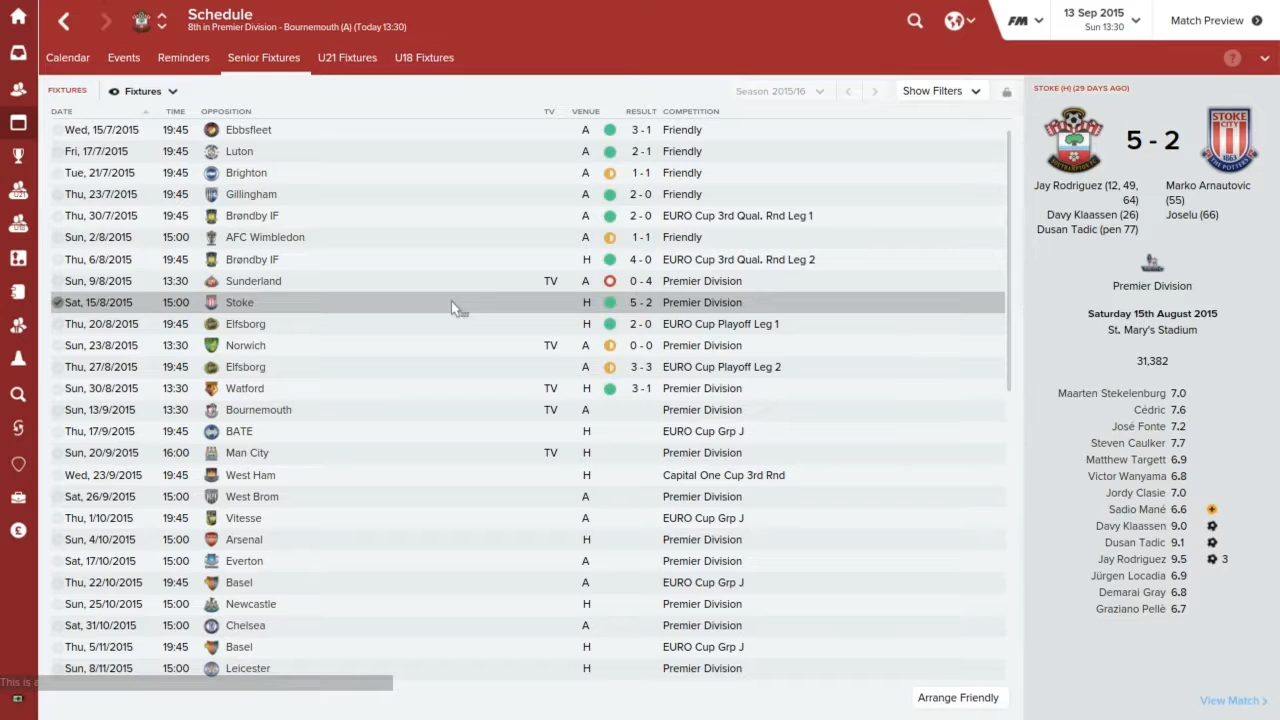 Schedule
8th in Premier Division - Bournemouth (A) (Today 13:30)
FM
13 Sep 2015
Sun 13:30
Match Preview
Calendar Events Reminders Senior Fixtures U21 Fixtures U18 Fixtures
FIXTURES Fixtures Season 2015/16 Show Filters
DATE TIME OPPOSITION TV VENUE RESULT COMPETITION
Wed, 15/7/2015 19:45 Ebbsfleet A 3 - 1 Friendly
Fri, 17/7/2015 19:45 Luton A 2 - 1 Friendly
Tue, 21/7/2015 19:45 Brighton A 1 - 1 Friendly
Thu, 23/7/2015 19:45 Gillingham A 2 - 0 Friendly
Thu, 30/7/2015 19:45 Brøndby IF A 2 - 0 EURO Cup 3rd Qual. Rnd Leg 1
Sun, 2/8/2015 15:00 AFC Wimbledon A 1 - 1 Friendly
Thu, 6/8/2015 19:45 Brøndby IF H 4 - 0 EURO Cup 3rd Qual. Rnd Leg 2
Sun, 9/8/2015 13:30 Sunderland TV A 0 - 4 Premier Division
Sat, 15/8/2015 15:00 Stoke H 5 - 2 Premier Division
Thu, 20/8/2015 19:45 Elfsborg H 2 - 0 EURO Cup Playoff Leg 1
Sun, 23/8/2015 13:30 Norwich TV A 0 - 0 Premier Division
Thu, 27/8/2015 19:45 Elfsborg A 3 - 3 EURO Cup Playoff Leg 2
Sun, 30/8/2015 13:30 Watford TV H 3 - 1 Premier Division
Sun, 13/9/2015 13:30 Bournemouth TV A Premier Division
Thu, 17/9/2015 19:45 BATE H EURO Cup Grp J
Sun, 20/9/2015 16:00 Man City TV H Premier Division
Wed, 23/9/2015 19:45 West Ham H Capital One Cup 3rd Rnd
Sat, 26/9/2015 15:00 West Brom A Premier Division
Thu, 1/10/2015 19:45 Vitesse A EURO Cup Grp J
Sun, 4/10/2015 15:00 Arsenal H Premier Division
Sat, 17/10/2015 15:00 Everton A Premier Division
Thu, 22/10/2015 19:45 Basel A EURO Cup Grp J
Sun, 25/10/2015 15:00 Newcastle H Premier Division
Sat, 31/10/2015 15:00 Chelsea A Premier Division
Thu, 5/11/2015 19:45 Basel H EURO Cup Grp J
Sun, 8/11/2015 15:00 Leicester H Premier Division
This is a
Arrange Friendly
STOKE (H) (29 DAYS AGO)
5 - 2
STOKE CITY
1863
THE POTTERS
Jay Rodriguez (12, 49,
64)
Davy Klaassen (26)
Dusan Tadic (pen 77)
Marko Arnautovic
(55)
Joselu (66)
Premier Division
Saturday 15th August 2015
St. Mary's Stadium
31,382
Maarten Stekelenburg 7.0
Cédric 7.6
José Fonte 7.2
Steven Caulker 7.7
Matthew Targett 6.9
Victor Wanyama 6.8
Jordy Clasie 7.0
Sadio Mané 6.6
Davy Klaassen 9.0
Dusan Tadic 9.1
Jay Rodriguez 9.5 3
Jürgen Locadia 6.9
Demarai Gray 6.8
Graziano Pellè 6.7
View Match >